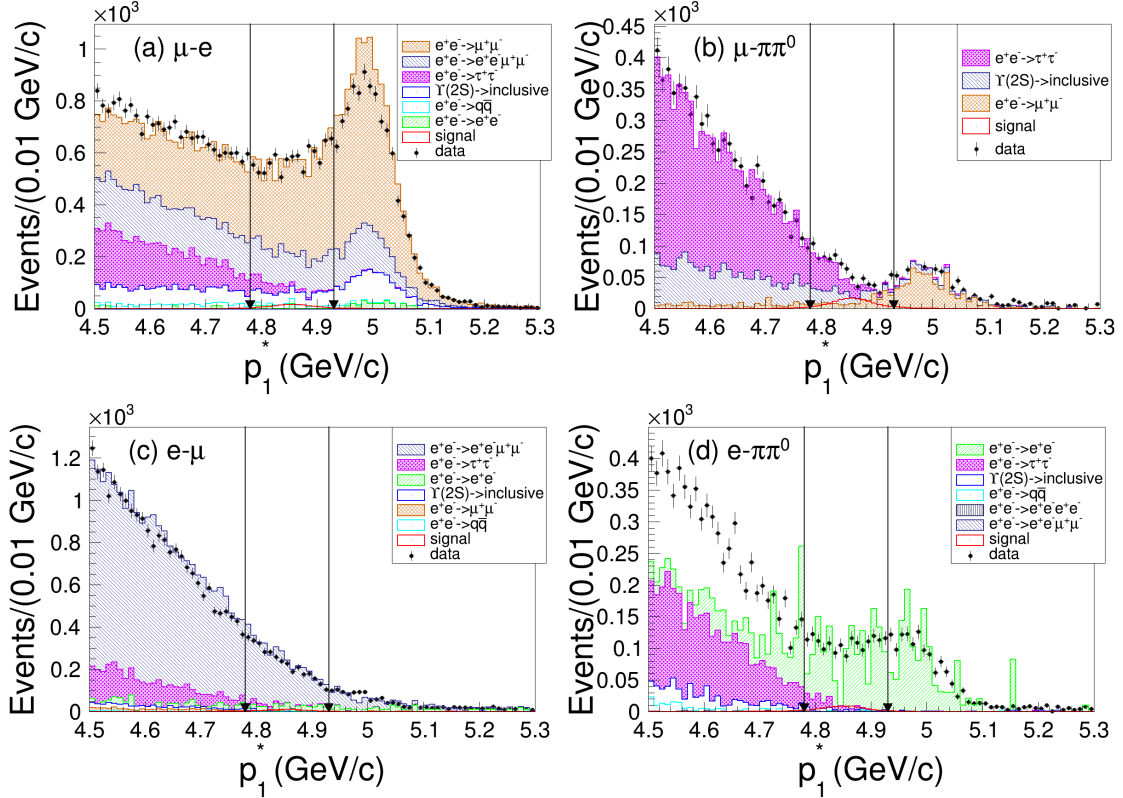 ×10³
(a) μ-e
Events/(0.01 GeV/c)
1
0.8
0.6
0.4
0.2
0
e⁺e⁻->μ⁺μ⁻
e⁺e⁻->e⁺e⁻μ⁺μ⁻
e⁺e⁻->τ⁺τ⁻
ϒ(2S)->inclusive
e⁺e⁻->qq̅
e⁺e⁻->e⁺e⁻
signal
data
4.5 4.6 4.7 4.8 4.9 5 5.1 5.2 5.3
p₁* (GeV/c)
×10³
(b) μ-ππ⁰
Events/(0.01 GeV/c)
0.45
0.4
0.35
0.3
0.25
0.2
0.15
0.1
0.05
0
e⁺e⁻->τ⁺τ⁻
ϒ(2S)->inclusive
e⁺e⁻->μ⁺μ⁻
signal
data
4.5 4.6 4.7 4.8 4.9 5 5.1 5.2 5.3
p₁* (GeV/c)
×10³
(c) e-μ
Events/(0.01 GeV/c)
1.2
1
0.8
0.6
0.4
0.2
0
e⁺e⁻->e⁺e⁻μ⁺μ⁻
e⁺e⁻->τ⁺τ⁻
e⁺e⁻->e⁺e⁻
ϒ(2S)->inclusive
e⁺e⁻->μ⁺μ⁻
e⁺e⁻->qq̅
signal
data
4.5 4.6 4.7 4.8 4.9 5 5.1 5.2 5.3
p₁* (GeV/c)
×10³
(d) e-ππ⁰
Events/(0.01 GeV/c)
0.4
0.35
0.3
0.25
0.2
0.15
0.1
0.05
0
e⁺e⁻->e⁺e⁻
e⁺e⁻->τ⁺τ⁻
ϒ(2S)->inclusive
e⁺e⁻->qq̅
e⁺e⁻->e⁺e⁻e⁺e⁻
e⁺e⁻->e⁺e⁻μ⁺μ⁻
signal
data
4.5 4.6 4.7 4.8 4.9 5 5.1 5.2 5.3
p₁* (GeV/c)